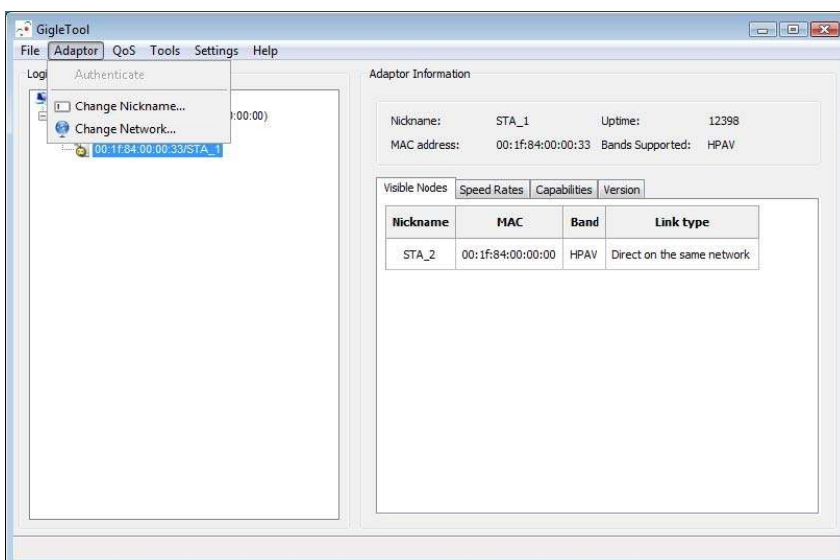 GigleTool
File Adaptor QoS Tools Settings Help
Authenticate
Change Nickname...
Change Network...
00:00)
00:1f:84:00:00:33/STA_1
Adaptor Information
Nickname: STA_1 Uptime: 12398
MAC address: 00:1f:84:00:00:33 Bands Supported: HPAV
Visible Nodes Speed Rates Capabilities Version
Nickname MAC Band Link type
STA_2 00:1f:84:00:00:00 HPAV Direct on the same network